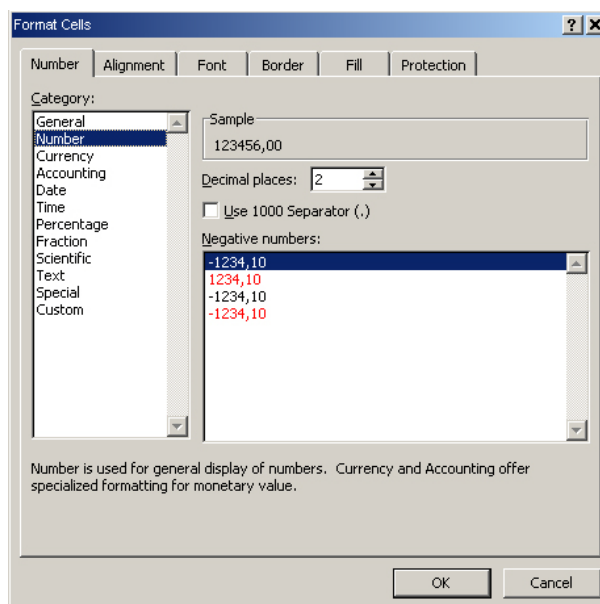 Format Cells
Number Alignment Font Border Fill Protection
Category:
General
Number
Currency
Accounting
Date
Time
Percentage
Fraction
Scientific
Text
Special
Custom
Sample
123456,00
Decimal places: 2
Use 1000 Separator (.)
Negative numbers:
-1234,10
1234,10
-1234,10
-1234,10
Number is used for general display of numbers. Currency and Accounting offer
specialized formatting for monetary value.
OK Cancel